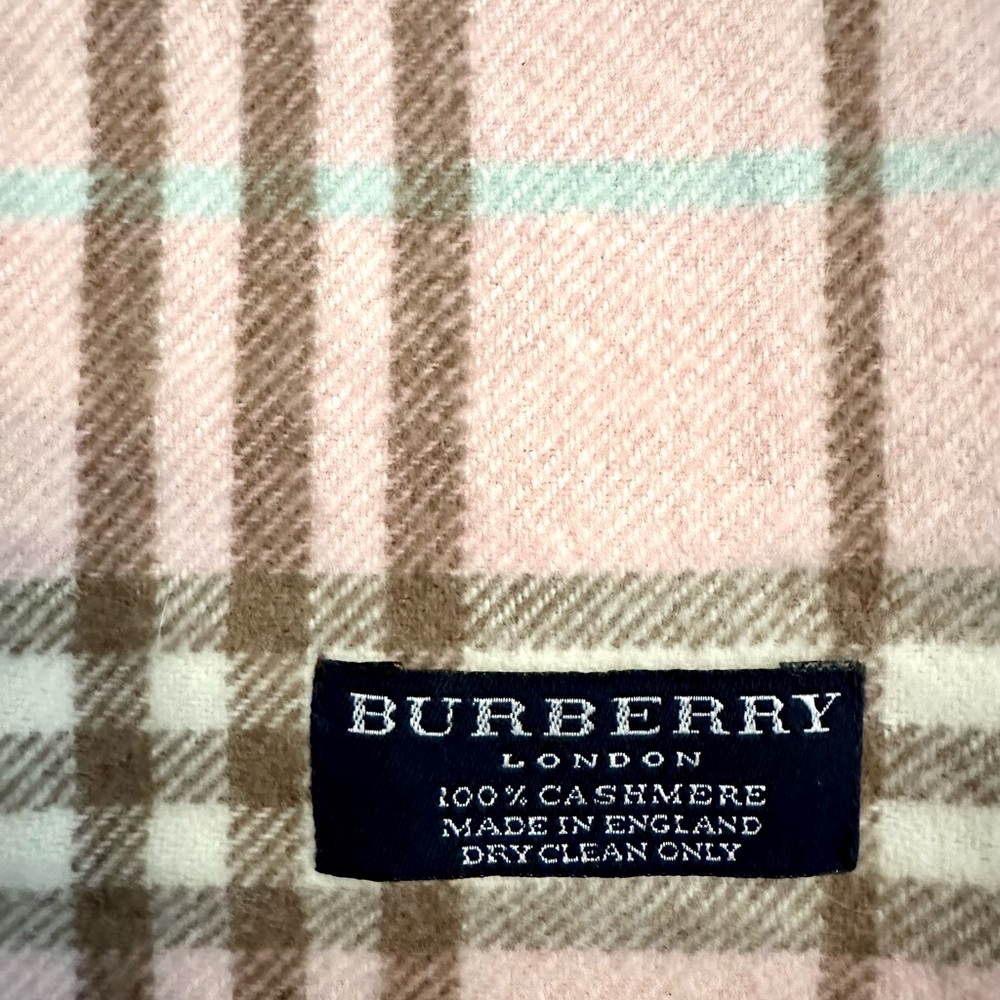 BURBERRY
LONDON
100% CASHMERE
MADE IN ENGLAND
DRY CLEAN ONLY